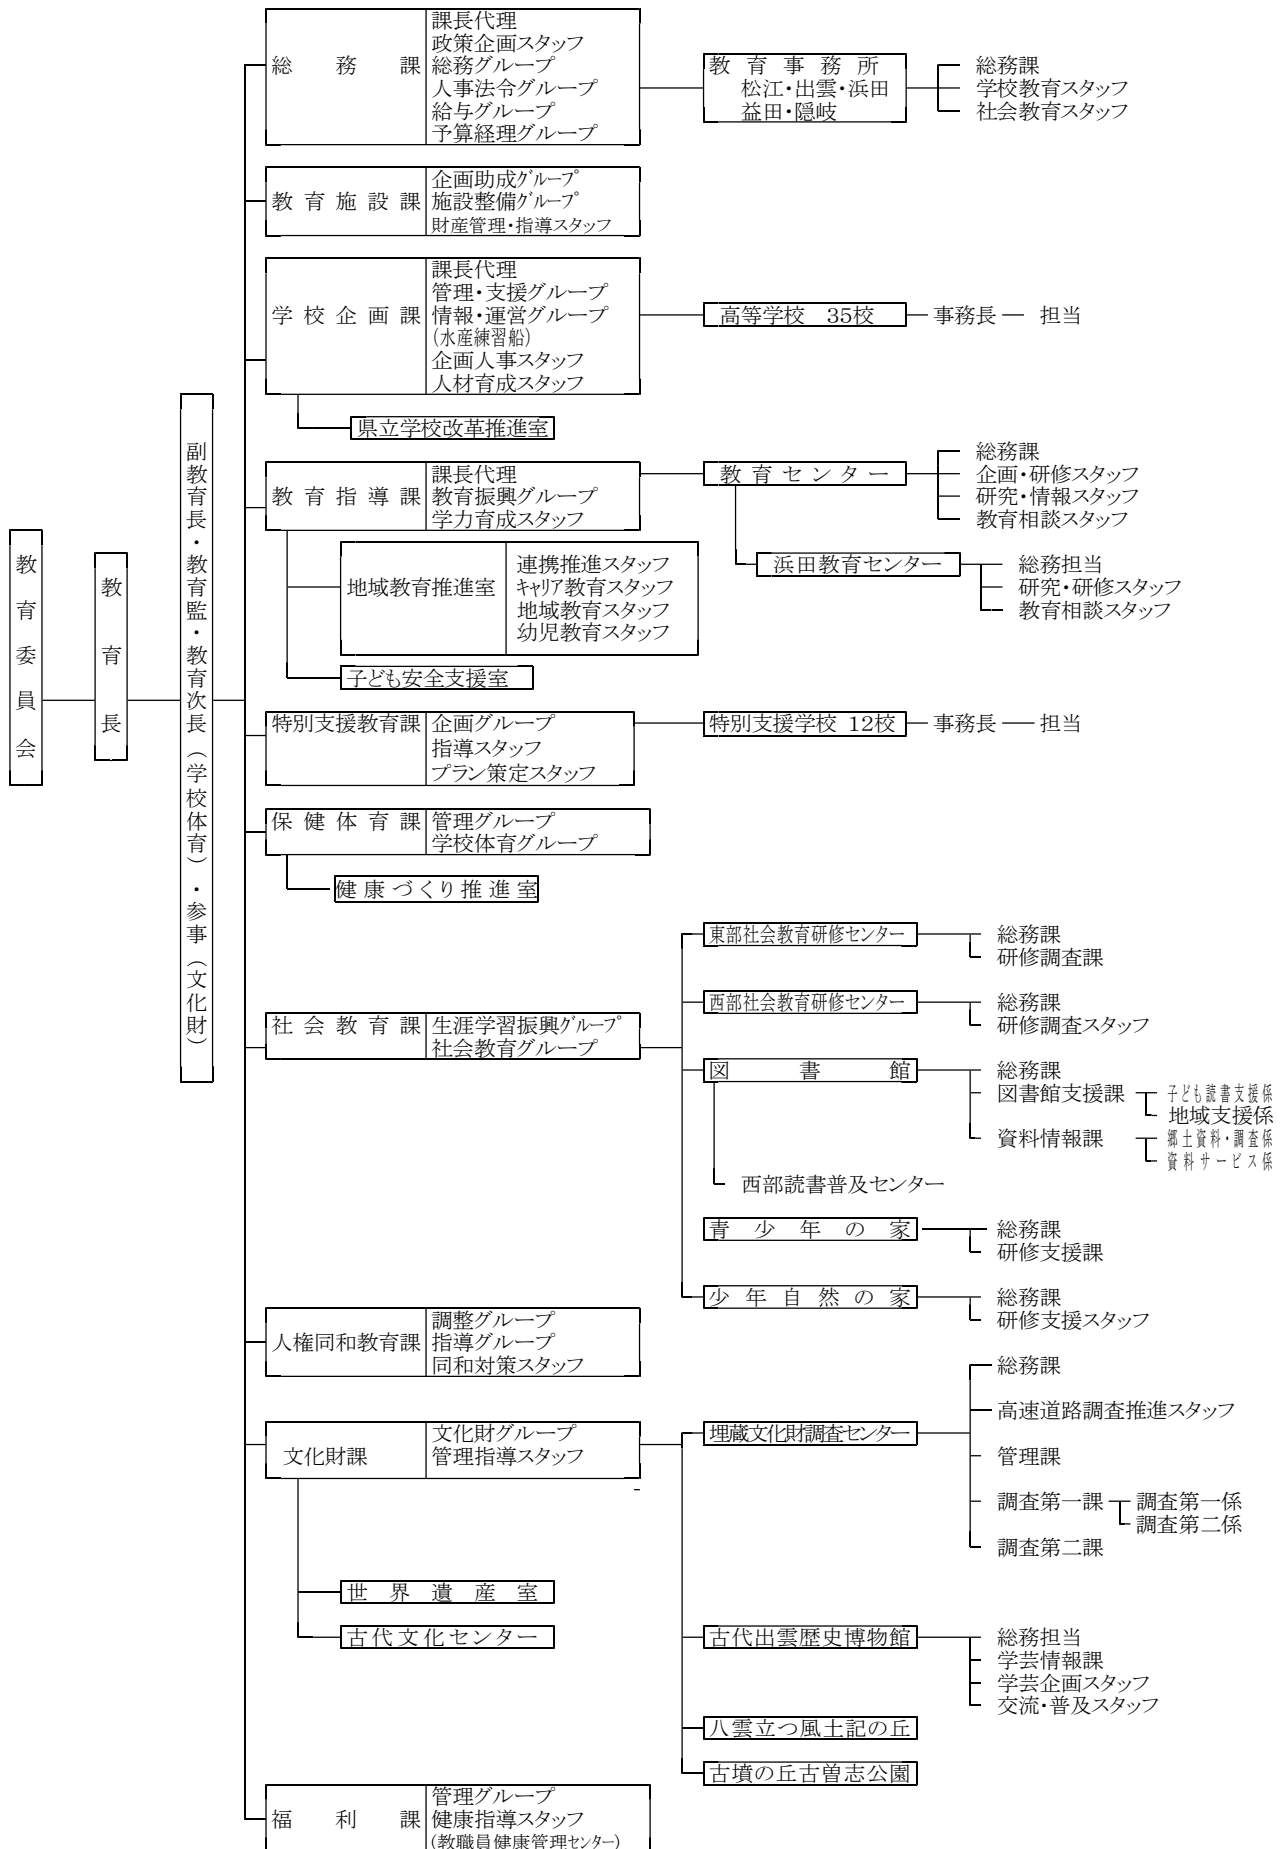 教育委員会
教育長
副教育長・教育監・教育次長（学校体育）・参事（文化財）
総務課
課長代理
政策企画スタッフ
総務グループ
人事法令グループ
給与グループ
予算経理グループ
教育事務所
松江・出雲・浜田
益田・隠岐
総務課
学校教育スタッフ
社会教育スタッフ
教育施設課
企画助成グループ
施設整備グループ
財産管理・指導スタッフ
学校企画課
課長代理
管理・支援グループ
情報・運営グループ
(水産練習船)
企画人事スタッフ
人材育成スタッフ
高等学校 35校
事務長
担当
県立学校改革推進室
教育指導課
課長代理
教育振興グループ
学力育成スタッフ
教育センター
総務課
企画・研修スタッフ
研究・情報スタッフ
教育相談スタッフ
浜田教育センター
総務担当
研究・研修スタッフ
教育相談スタッフ
地域教育推進室
連携推進スタッフ
キャリア教育スタッフ
地域教育スタッフ
幼児教育スタッフ
子ども安全支援室
特別支援教育課
企画グループ
指導スタッフ
プラン策定スタッフ
特別支援学校 12校
事務長
担当
保健体育課
管理グループ
学校体育グループ
健康づくり推進室
社会教育課
生涯学習振興グループ
社会教育グループ
東部社会教育研修センター
総務課
研修調査課
西部社会教育研修センター
総務課
研修調査スタッフ
図書館
総務課
図書館支援課
子ども読書支援係
地域支援係
資料情報課
郷土資料・調査係
資料サービス係
西部読書普及センター
青少年の家
総務課
研修支援課
少年自然の家
総務課
研修支援スタッフ
人権同和教育課
調整グループ
指導グループ
同和対策スタッフ
文化財課
文化財グループ
管理指導スタッフ
埋蔵文化財調査センター
総務課
高速道路調査推進スタッフ
管理課
調査第一課
調査第一係
調査第二係
調査第二課
世界遺産室
古代文化センター
古代出雲歴史博物館
総務担当
学芸情報課
学芸企画スタッフ
交流・普及スタッフ
八雲立つ風土記の丘
古墳の丘古曽志公園
福利課
管理グループ
健康指導スタッフ
(教職員健康管理センター)